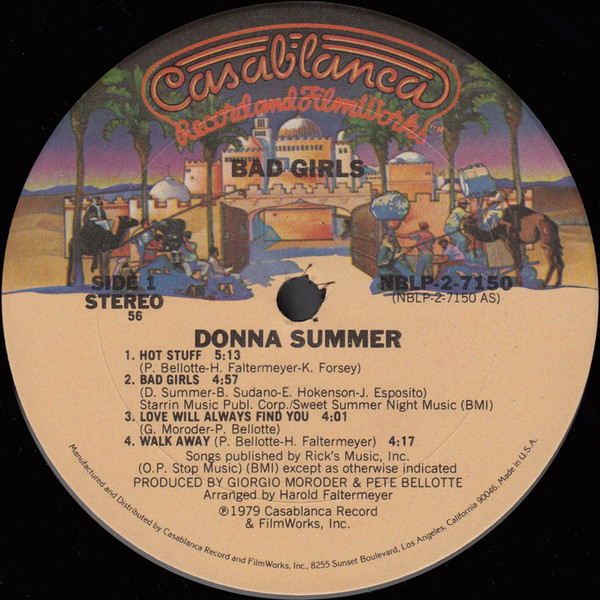 Casablanca
Record and FilmWorks
TM
BAD GIRLS
SIDE 1
STEREO
56
NBLP-2-7150
(NBLP-2-7150 AS)
DONNA SUMMER
1. HOT STUFF 5:13
(P. Bellotte-H. Faltermeyer-K. Forsey)
2. BAD GIRLS 4:57
(D. Summer-B. Sudano-E. Hokenson-J. Esposito)
Starrin Music Publ. Corp./Sweet Summer Night Music (BMI)
3. LOVE WILL ALWAYS FIND YOU 4:01
(G. Moroder-P. Bellotte)
4. WALK AWAY (P. Bellotte-H. Faltermeyer) 4:17
Songs published by Rick's Music, Inc.
(O.P. Stop Music) (BMI) except as otherwise indicated
PRODUCED BY GIORGIO MORODER & PETE BELLOTTE
Arranged by Harold Faltermeyer
℗1979 Casablanca Record
& FilmWorks, Inc.
Manufactured and Distributed by Casablanca Record and FilmWorks, Inc., 8255 Sunset Boulevard, Los Angeles, California 90046. Made in U.S.A.